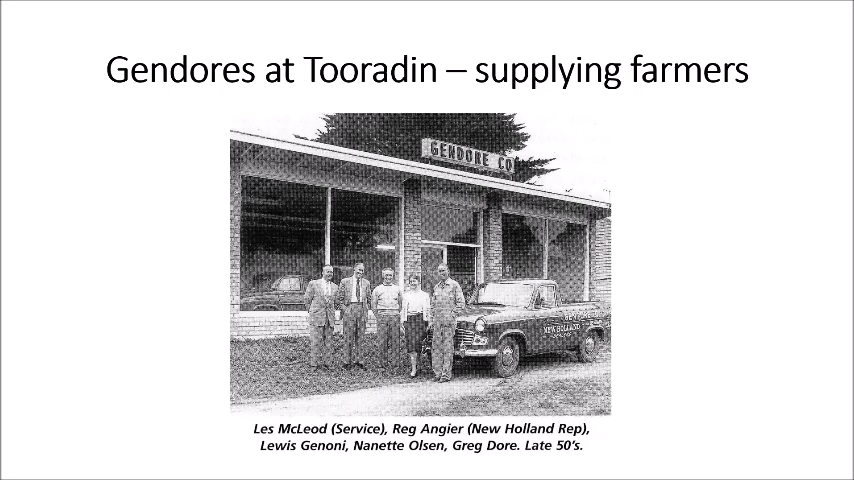 Gendores at Tooradin – supplying farmers
GENDORE CO
NEW HOLLAND
Les McLeod (Service), Reg Angier (New Holland Rep),
Lewis Genoni, Nanette Olsen, Greg Dore. Late 50's.